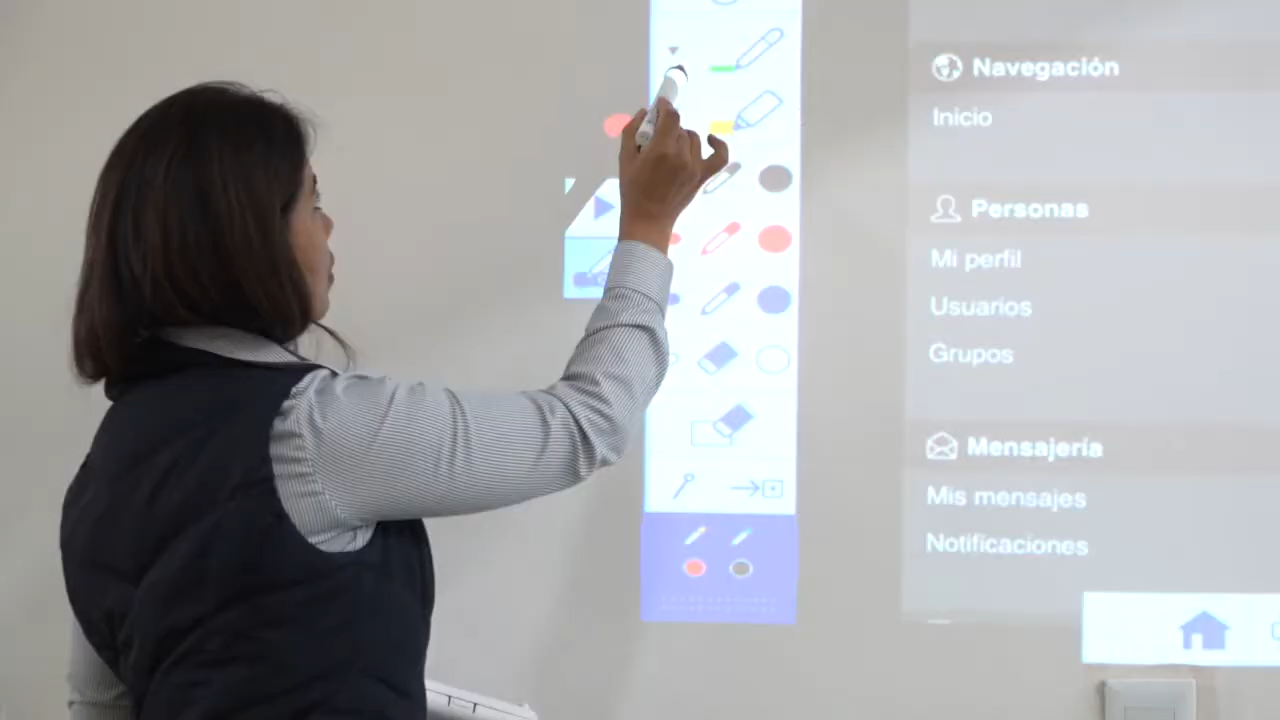 Navegación
Inicio
Personas
Mi perfil
Usuarios
Grupos
Mensajería
Mis mensajes
Notificaciones